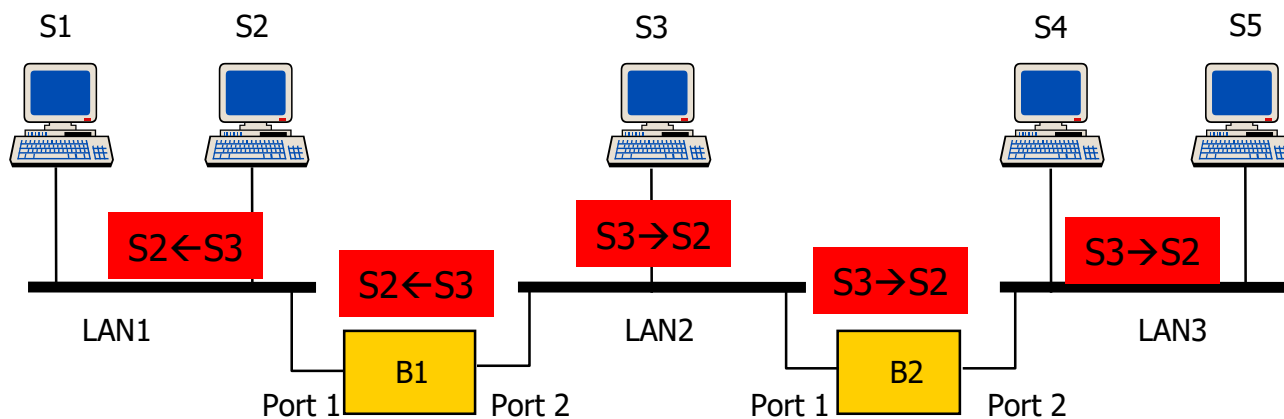 S1 S2 S3 S4 S5
S3→S2
S2←S3 S3→S2
S2←S3 S3→S2
LAN1 LAN2 LAN3
B1 B2
Port 1 Port 2 Port 1 Port 2